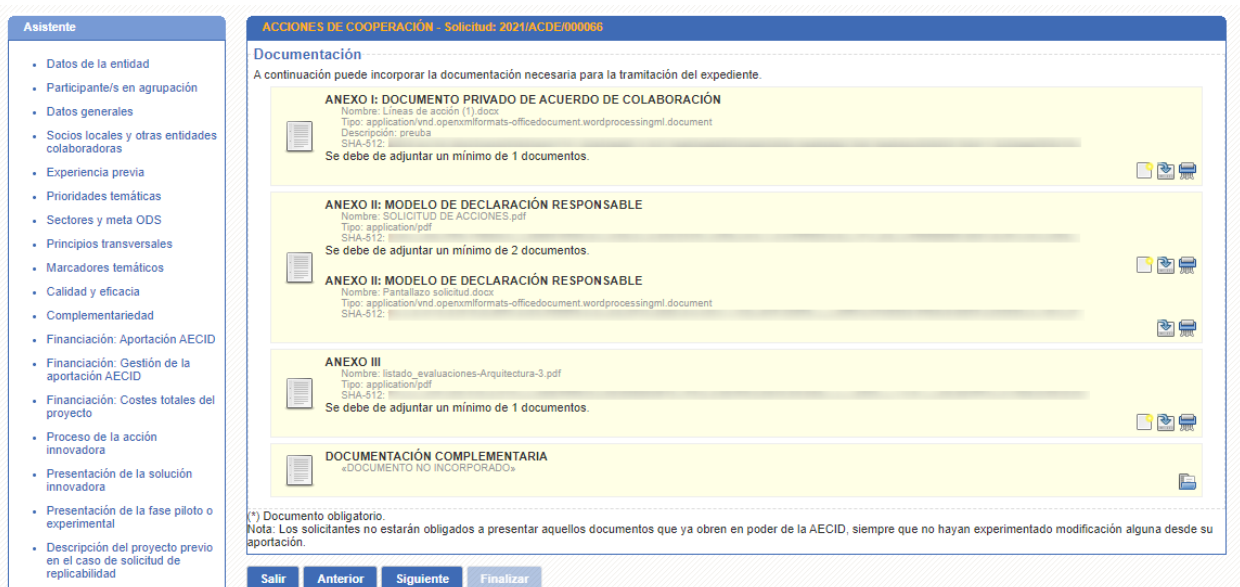 Asistente
Datos de la entidad
Participante/s en agrupación
Datos generales
Socios locales y otras entidades
colaboradoras
Experiencia previa
Prioridades temáticas
Sectores y meta ODS
Principios transversales
Marcadores temáticos
Calidad y eficacia
Complementariedad
Financiación: Aportación AECID
Financiación: Gestión de la
aportación AECID
Financiación: Costes totales del
proyecto
Proceso de la acción
innovadora
Presentación de la solución
innovadora
Presentación de la fase piloto o
experimental
Descripción del proyecto previo
en el caso de solicitud de
replicabilidad
ACCIONES DE COOPERACIÓN - Solicitud: 2021/ACDE/000066
Documentación
A continuación puede incorporar la documentación necesaria para la tramitación del expediente.
ANEXO I: DOCUMENTO PRIVADO DE ACUERDO DE COLABORACIÓN
Nombre: Líneas de acción (1).docx
Tipo: application/vnd.openxmlformats-officedocument.wordprocessingml.document
Descripción: preuba
SHA-512:
Se debe de adjuntar un mínimo de 1 documentos.
ANEXO II: MODELO DE DECLARACIÓN RESPONSABLE
Nombre: SOLICITUD DE ACCIONES.pdf
Tipo: application/pdf
SHA-512:
Se debe de adjuntar un mínimo de 2 documentos.
ANEXO II: MODELO DE DECLARACIÓN RESPONSABLE
Nombre: Pantallazo solicitud.docx
Tipo: application/vnd.openxmlformats-officedocument.wordprocessingml.document
SHA-512:
ANEXO III
Nombre: listado_evaluaciones-Arquitectura-3.pdf
Tipo: application/pdf
SHA-512:
Se debe de adjuntar un mínimo de 1 documentos.
DOCUMENTACIÓN COMPLEMENTARIA
«DOCUMENTO NO INCORPORADO»
(*) Documento obligatorio.
Nota: Los solicitantes no estarán obligados a presentar aquellos documentos que ya obren en poder de la AECID, siempre que no hayan experimentado modificación alguna desde su
aportación.
Salir
Anterior
Siguiente
Finalizar